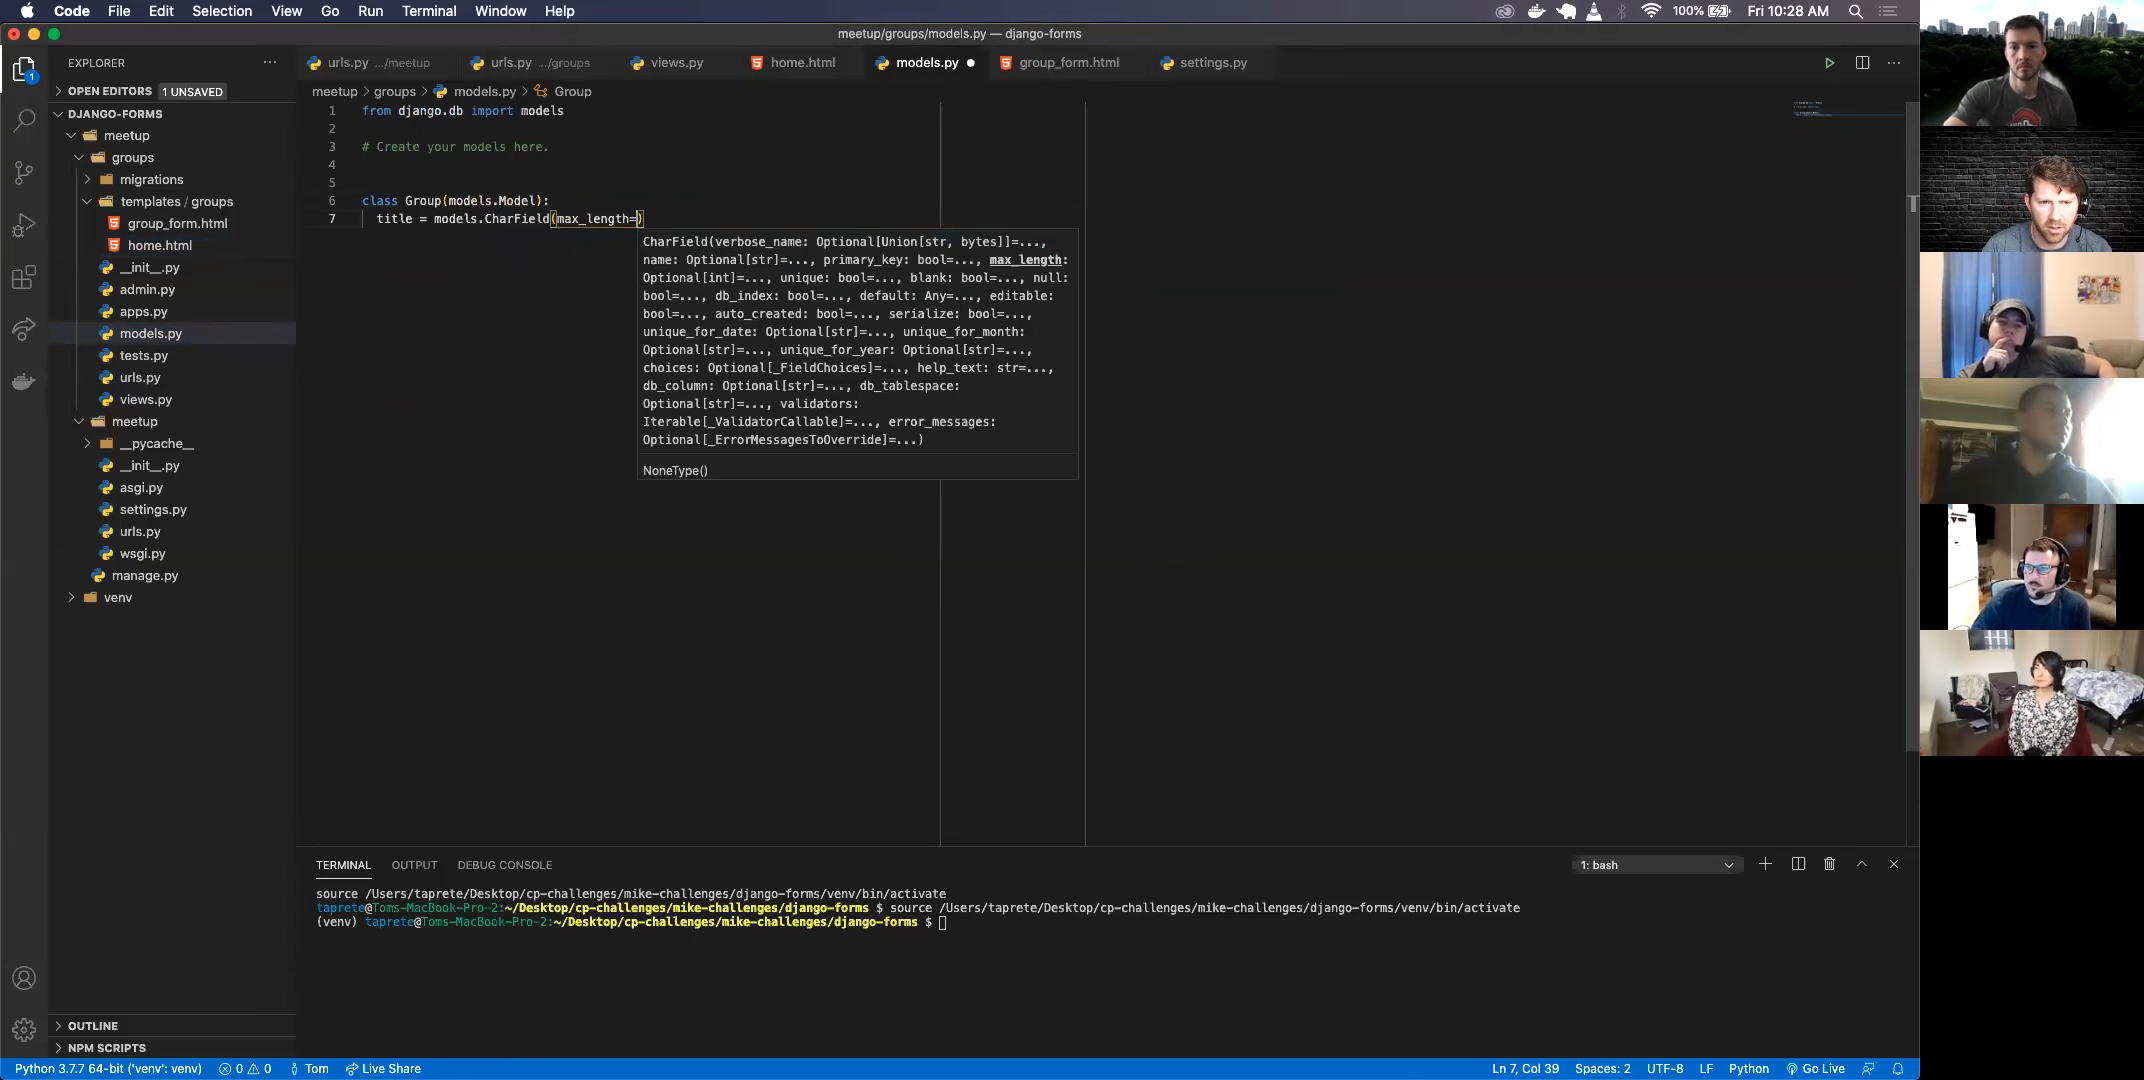 Code File Edit Selection View Go Run Terminal Window Help 100% Fri 10:28 AM
meetup/groups/models.py — django-forms
EXPLORER
urls.py .../meetup urls.py .../groups views.py home.html models.py group_form.html settings.py
OPEN EDITORS 1 UNSAVED
meetup > groups > models.py > Group
DJANGO-FORMS
meetup
groups
migrations
templates / groups
group_form.html
home.html
__init__.py
admin.py
apps.py
models.py
tests.py
urls.py
views.py
meetup
__pycache__
__init__.py
asgi.py
settings.py
urls.py
wsgi.py
manage.py
venv
OUTLINE
NPM SCRIPTS
1 from django.db import models
2
3 # Create your models here.
4
5
6 class Group(models.Model):
7 title = models.CharField(max_length=)
CharField(verbose_name: Optional[Union[str, bytes]]=...,
name: Optional[str]=..., primary_key: bool=..., max_length:
Optional[int]=..., unique: bool=..., blank: bool=..., null:
bool=..., db_index: bool=..., default: Any=..., editable:
bool=..., auto_created: bool=..., serialize: bool=...,
unique_for_date: Optional[str]=..., unique_for_month:
Optional[str]=..., unique_for_year: Optional[str]=...,
choices: Optional[_FieldChoices]=..., help_text: str=...,
db_column: Optional[str]=..., db_tablespace:
Optional[str]=..., validators:
Iterable[_ValidatorCallable]=..., error_messages:
Optional[_ErrorMessagesToOverride]=...)
NoneType()
TERMINAL OUTPUT DEBUG CONSOLE 1: bash
source /Users/taprete/Desktop/cp-challenges/mike-challenges/django-forms/venv/bin/activate
taprete@Toms-MacBook-Pro-2:~/Desktop/cp-challenges/mike-challenges/django-forms $ source /Users/taprete/Desktop/cp-challenges/mike-challenges/django-forms/venv/bin/activate
(venv) taprete@Toms-MacBook-Pro-2:~/Desktop/cp-challenges/mike-challenges/django-forms $
Python 3.7.7 64-bit ('venv': venv) 0 0 Tom Live Share Ln 7, Col 39 Spaces: 2 UTF-8 LF Python Go Live